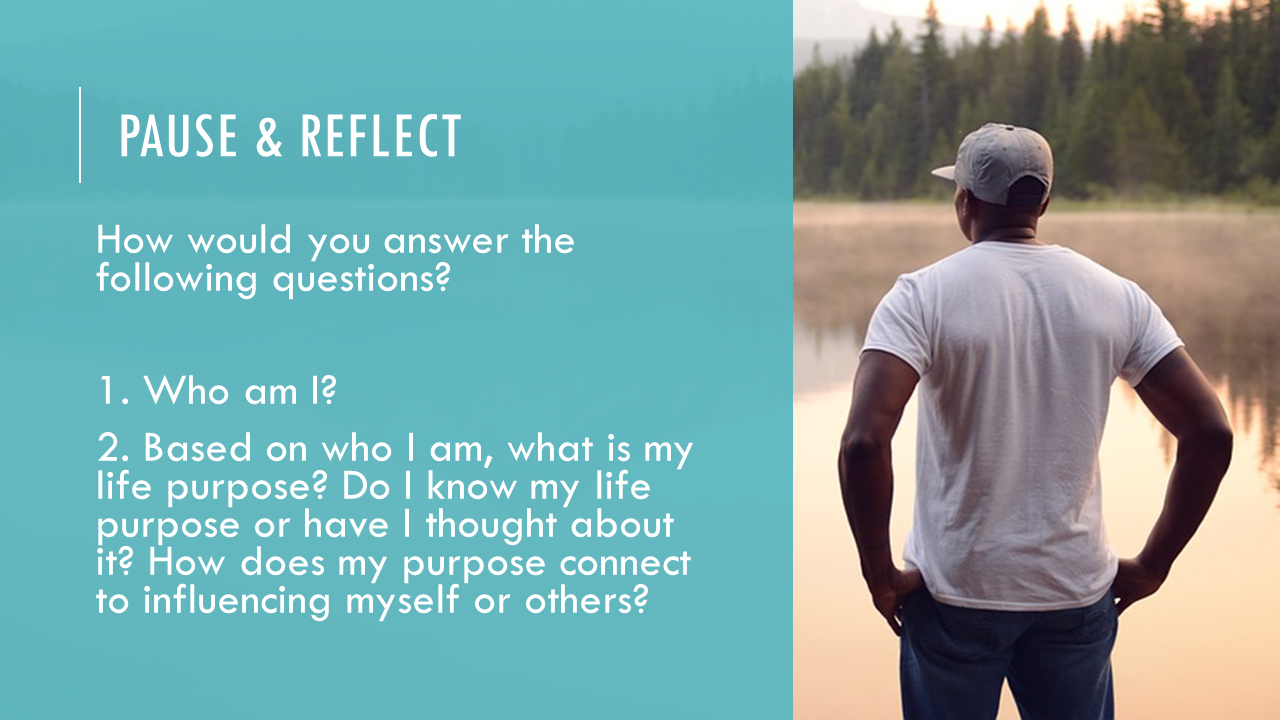 PAUSE & REFLECT
How would you answer the
following questions?
1. Who am I?
2. Based on who I am, what is my
life purpose? Do I know my life
purpose or have I thought about
it? How does my purpose connect
to influencing myself or others?